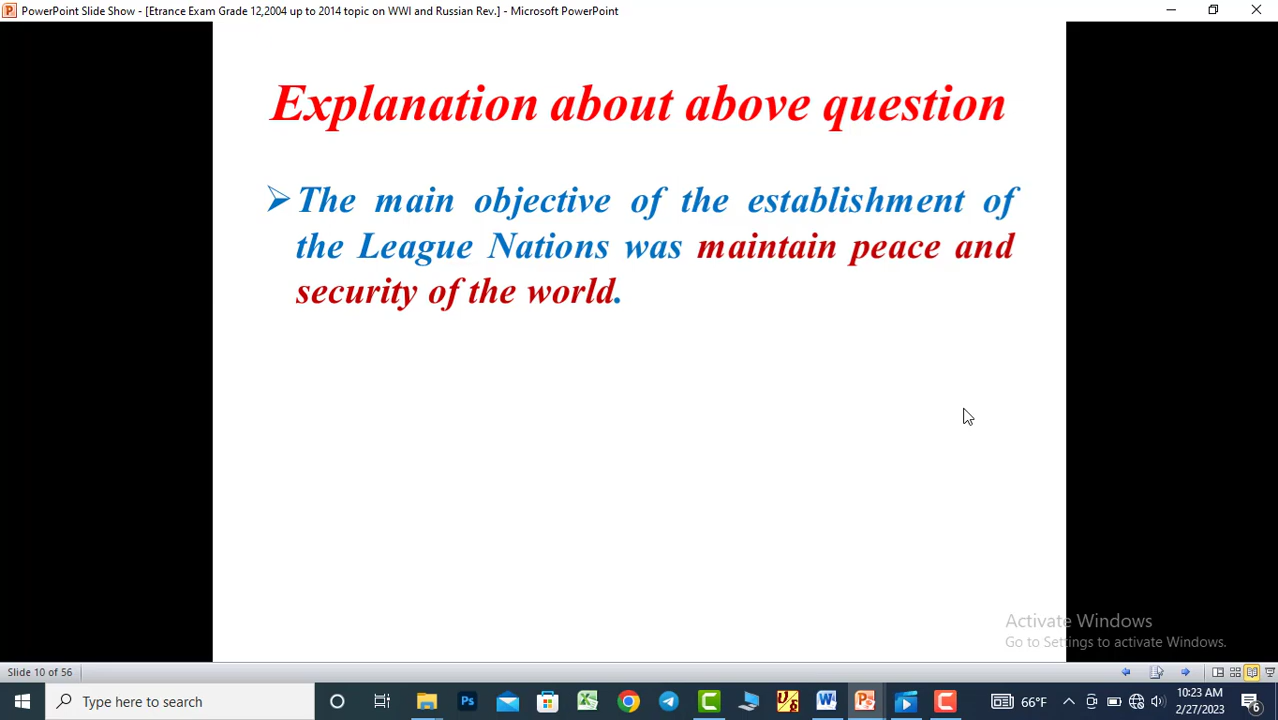 PowerPoint Slide Show - [Etrance Exam Grade 12,2004 up to 2014 topic on WWI and Russian Rev.] - Microsoft PowerPoint
Explanation about above question
The main objective of the establishment of
the League Nations was maintain peace and
security of the world.
Activate Windows
Go to Settings to activate Windows.
Slide 10 of 56
Type here to search
Ps
66°F
10:23 AM
2/27/2023
6